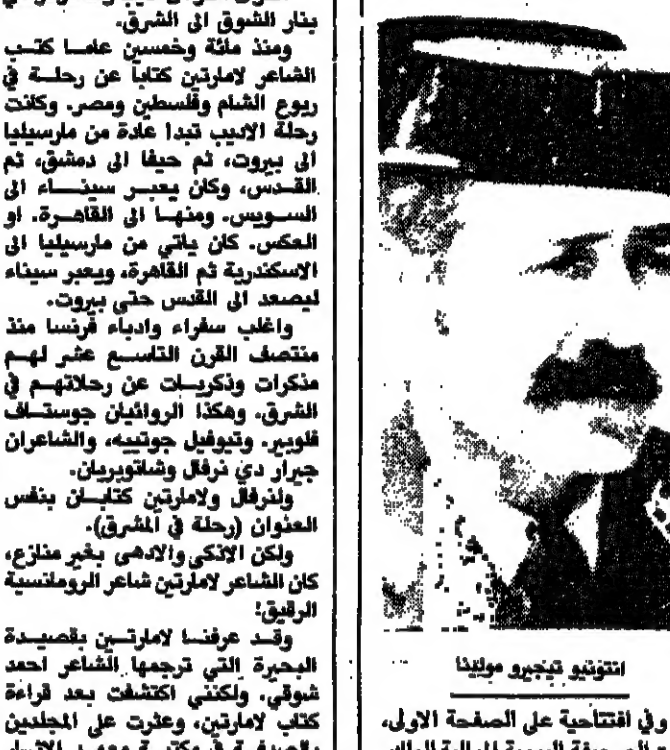 بنار الشوق الى الشرق.
ومنذ مائة وخمسين عاما كتب
الشاعر لامارتين كتابا عن رحلة في
ربوع الشام وفلسطين ومصر. وكانت
رحلة الاديب تبدا عادة من مارسيليا
الى بيروت، ثم حيفا الى دمشق، ثم
القدس، وكان يعبر سيناء الى
السويس. ومنها الى القاهرة. او
العكس. كان ياتي من مارسيليا الى
الاسكندرية ثم القاهرة، ويعبر سيناء
ليصعد الى القدس حتى بيروت.
واغلب سفراء وادباء فرنسا منذ
منتصف القرن التاسع عشر لهم
مذكرات وذكريات عن رحلاتهم في
الشرق. وهكذا الروائيان جوستاف
فلوبير. وتيوفيل جوتييه، والشاعران
جيرار دي نرفال وشاتوبريان.
ولنرفال ولامارتين كتابان بنفس
العنوان (رحلة في المشرق).
ولكن الاذكى والادهى بغير منازع،
كان الشاعر لامارتين شاعر الرومانسية
الرقيق!
وقد عرفنا لامارتين بقصيدة
البحيرة التي ترجمها الشاعر احمد
شوقي. ولكنني اكتشفت بعد قراءة
كتاب لامارتين، وعثرت على المجلدين
انتونيو تيجيرو مولينا
وفي افتتاحية على الصفحة الاولى،